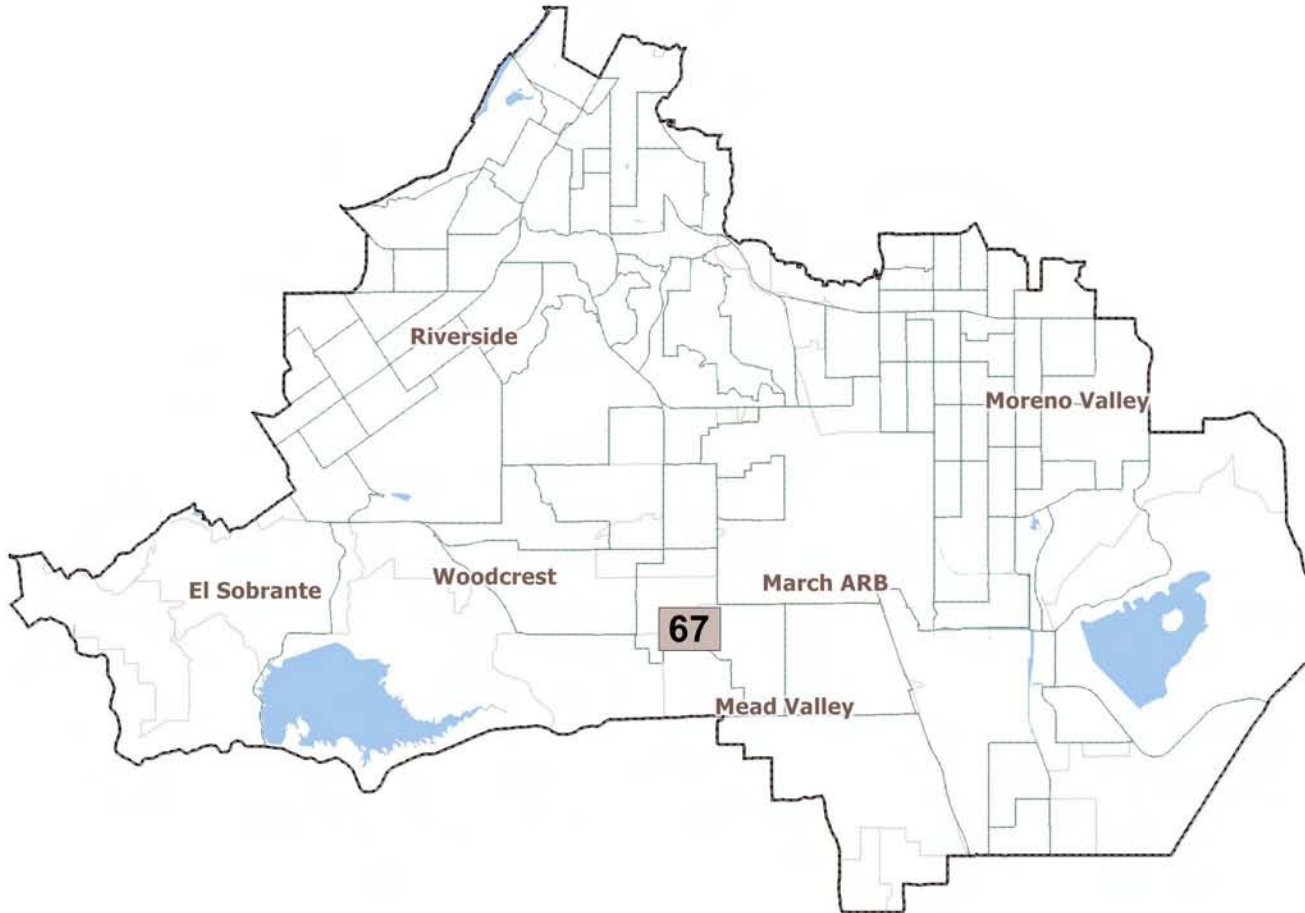 Riverside
Moreno Valley
El Sobrante
Woodcrest
March ARB
67
Mead Valley